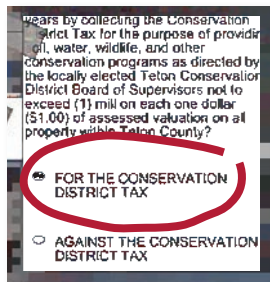 years by collecting the Conservation
District Tax for the purpose of providin
soil, water, wildlife, and other
conservation programs as directed by
the locally elected Teton Conservation
District Board of Supervisors not to
exceed (1) mil on each one dollar
($1.00) of assessed valuation on all
property within Teton County?
FOR THE CONSERVATION
DISTRICT TAX
AGAINST THE CONSERVATION
DISTRICT TAX